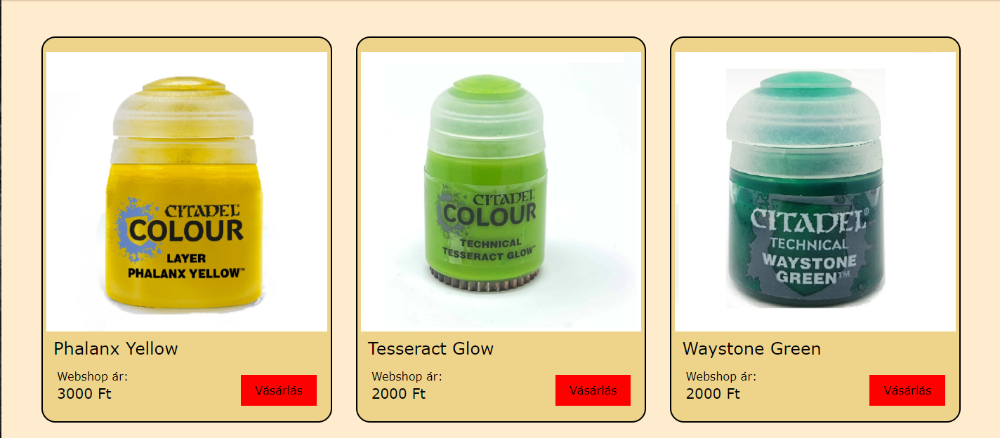 CITADEL®
COLOUR
LAYER
PHALANX YELLOW™
Phalanx Yellow
Webshop ár:
3000 Ft
Vásárlás
CITADEL
COLOUR
TECHNICAL
TESSERACT GLOW™
Tesseract Glow
Webshop ár:
2000 Ft
Vásárlás
CITADEL®
TECHNICAL
WAYSTONE
GREEN™
Waystone Green
Webshop ár:
2000 Ft
Vásárlás